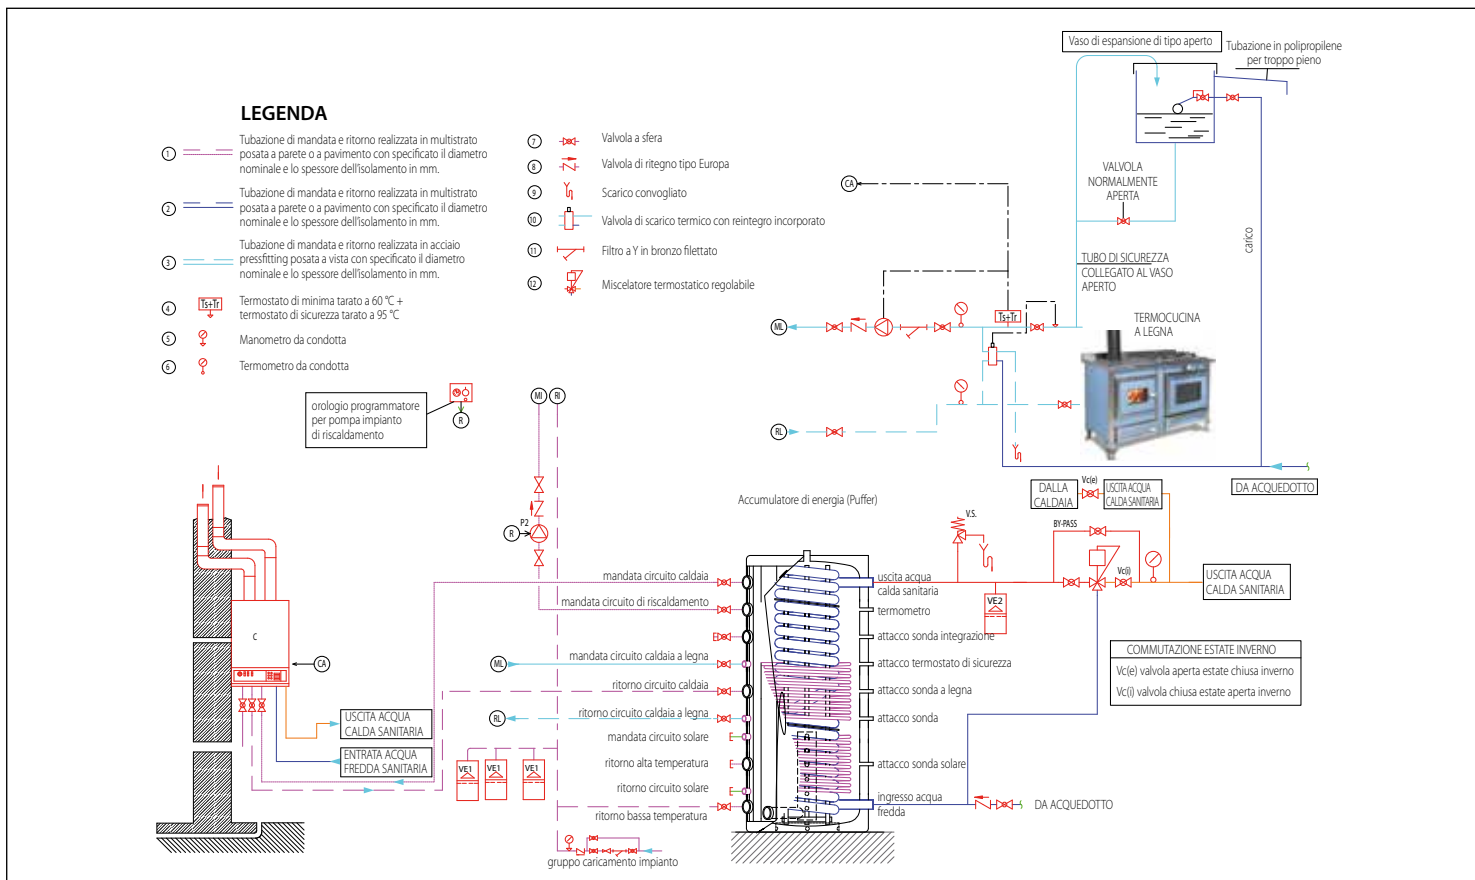 LEGENDA
1
Tubazione di mandata e ritorno realizzata in multistrato
posata a parete o a pavimento con specificato il diametro
nominale e lo spessore dell'isolamento in mm.
2
Tubazione di mandata e ritorno realizzata in multistrato
posata a parete o a pavimento con specificato il diametro
nominale e lo spessore dell'isolamento in mm.
3
Tubazione di mandata e ritorno realizzata in acciaio
pressfitting posata a vista con specificato il diametro
nominale e lo spessore dell'isolamento in mm.
4
Ts+Tr
Termostato di minima tarato a 60 °C +
termostato di sicurezza tarato a 95 °C
5
Manometro da condotta
6
Termometro da condotta
7
Valvola a sfera
8
Valvola di ritegno tipo Europa
9
Scarico convogliato
10
Valvola di scarico termico con reintegro incorporato
11
Filtro a Y in bronzo filettato
12
Miscelatore termostatico regolabile
Vaso di espansione di tipo aperto
Tubazione in polipropilene
per troppo pieno
VALVOLA
NORMALMENTE
APERTA
carico
CA
TUBO DI SICUREZZA
COLLEGATO AL VASO
APERTO
TERMOCUCINA
A LEGNA
ML
Ts+Tr
RL
DA ACQUEDOTTO
orologio programmatore
per pompa impianto
di riscaldamento
R
MI
RI
P2
R
Accumulatore di energia (Puffer)
DALLA
CALDAIA
Vc(e)
USCITA ACQUA
CALDA SANITARIA
V.S.
BY-PASS
Vc(i)
USCITA ACQUA
CALDA SANITARIA
VE2
C
CA
USCITA ACQUA
CALDA SANITARIA
ENTRATA ACQUA
FREDDA SANITARIA
VE1
VE1
VE1
mandata circuito caldaia
mandata circuito di riscaldamento
ML
mandata circuito caldaia a legna
ritorno circuito caldaia
RL
ritorno circuito caldaia a legna
mandata circuito solare
ritorno alta temperatura
ritorno circuito solare
ritorno bassa temperatura
gruppo caricamento impianto
uscita acqua
calda sanitaria
termometro
attacco sonda integrazione
attacco termostato di sicurezza
attacco sonda a legna
attacco sonda
attacco sonda solare
ingresso acqua
fredda
DA ACQUEDOTTO
COMMUTAZIONE ESTATE INVERNO
Vc(e) valvola aperta estate chiusa inverno
Vc(i) valvola chiusa estate aperta inverno